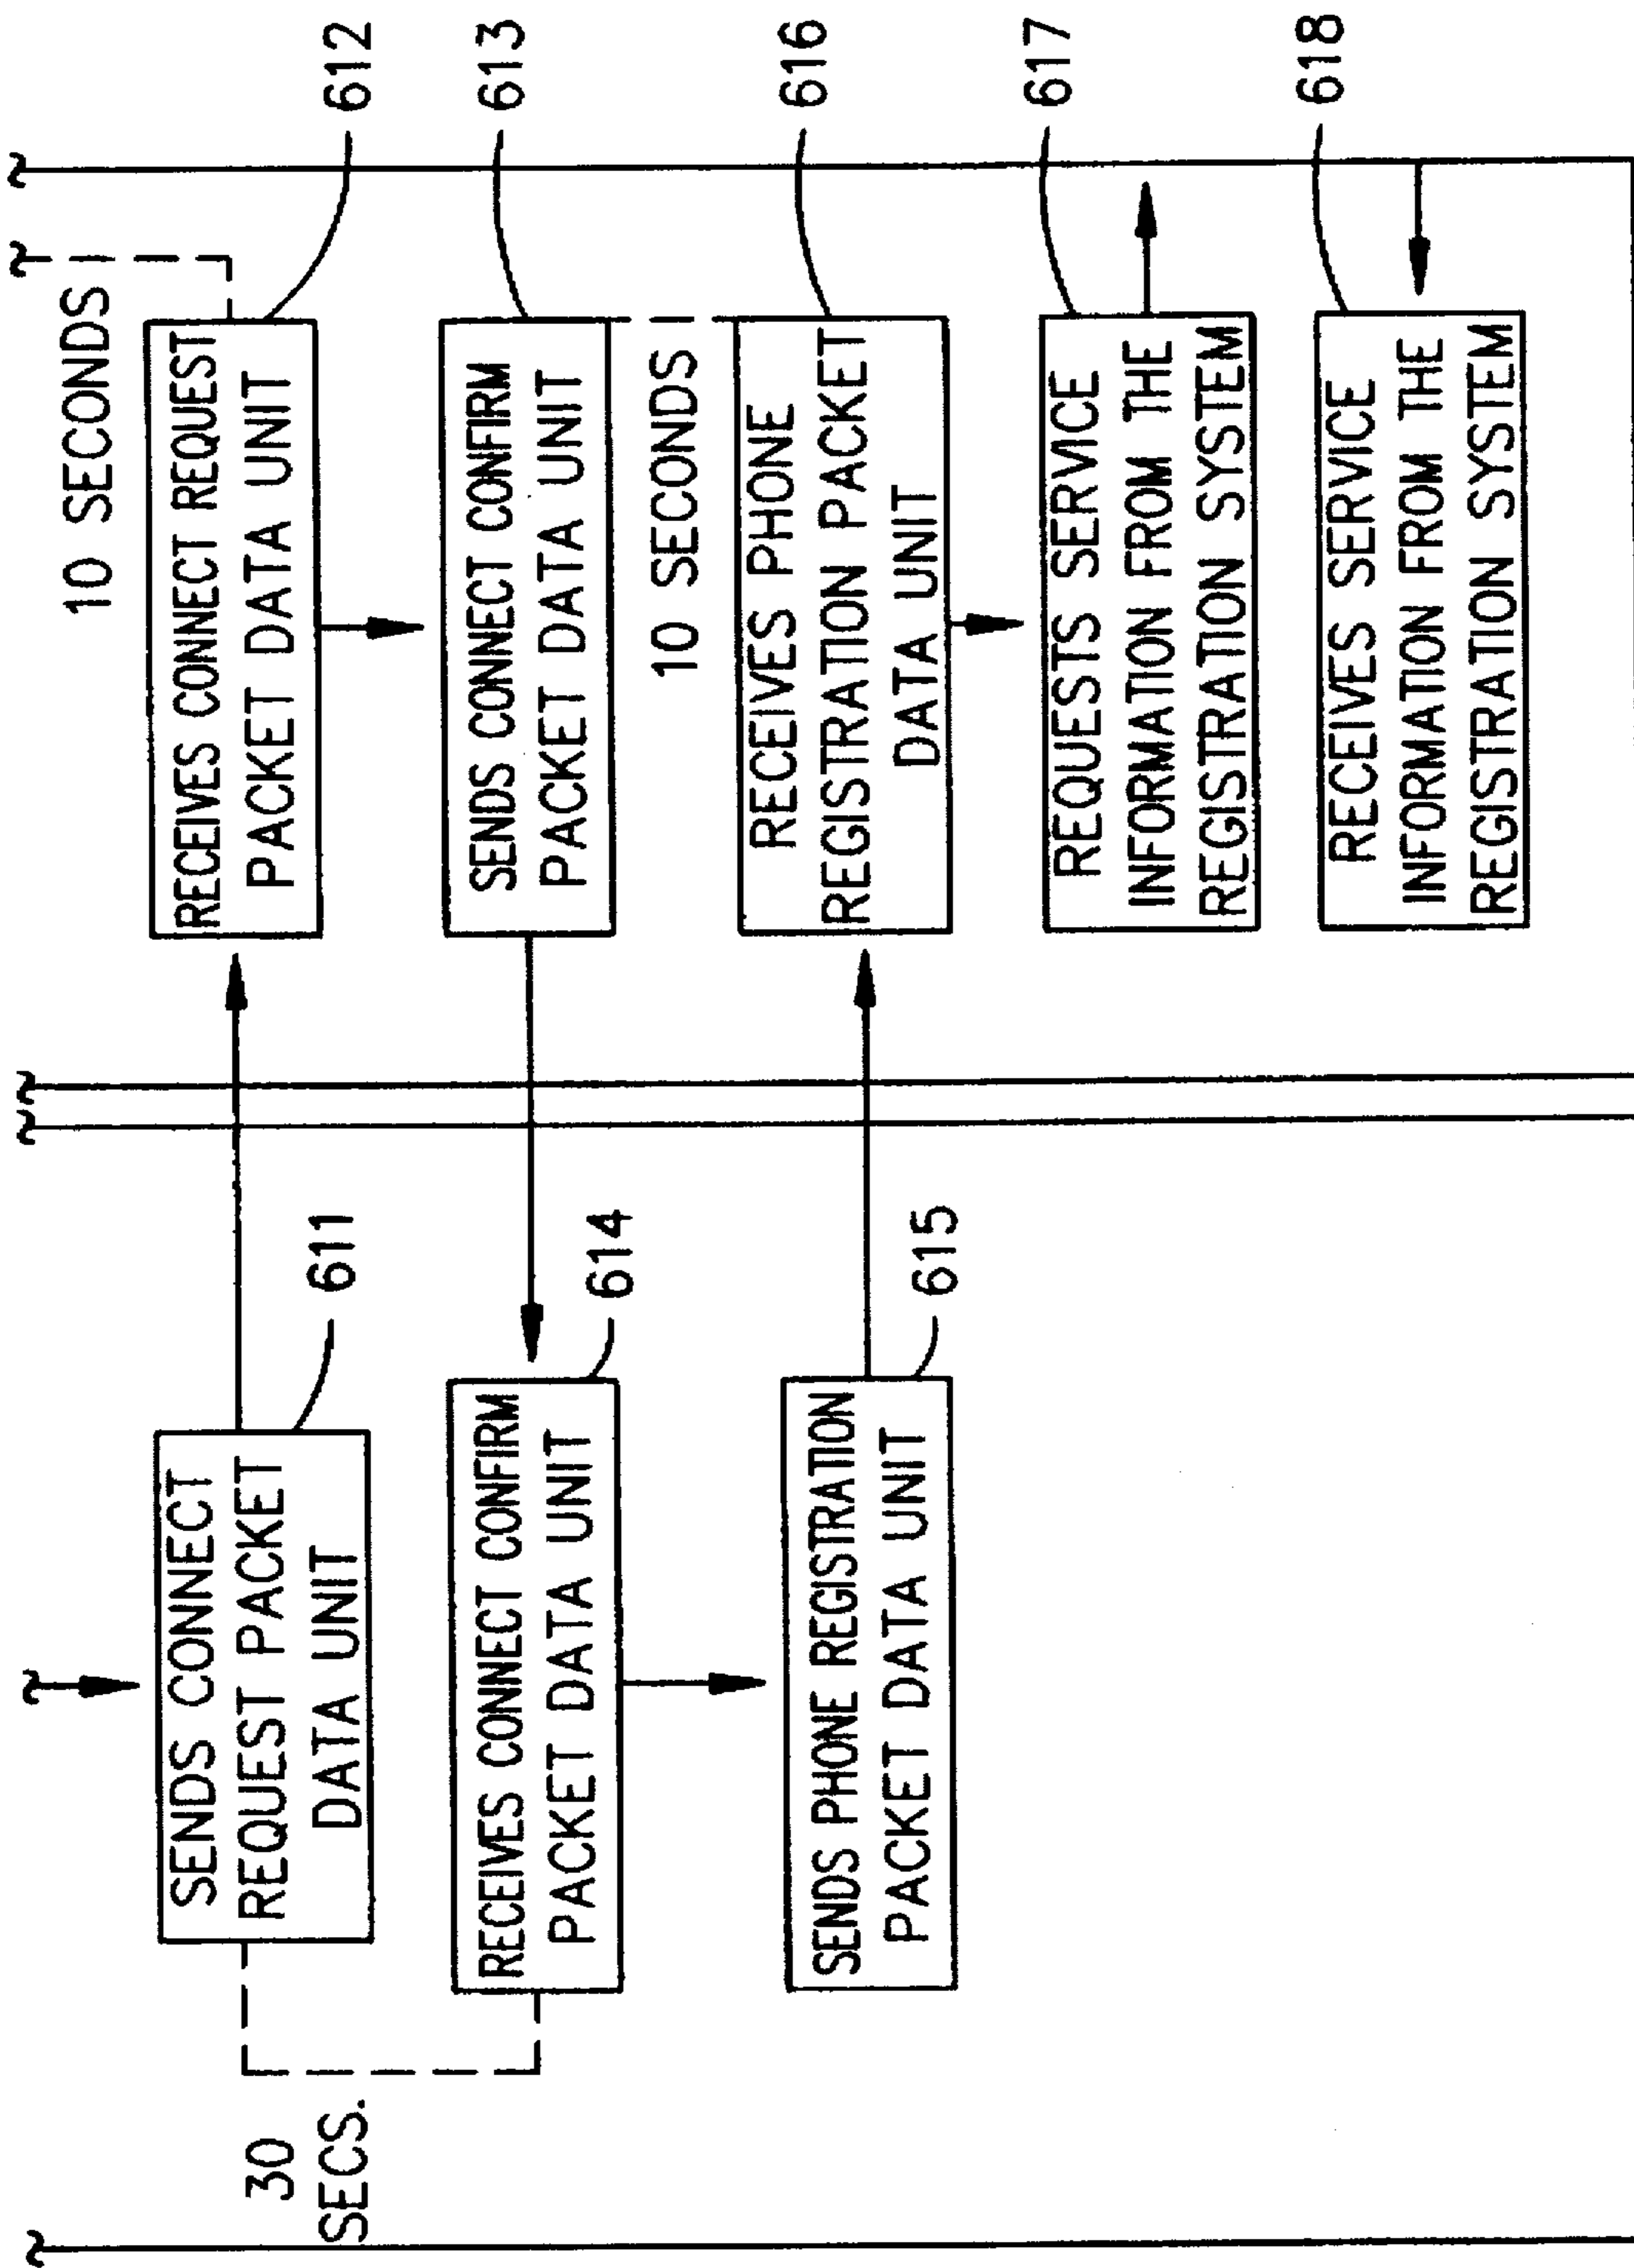 10 SECONDS
612
RECEIVES CONNECT REQUEST
PACKET DATA UNIT
SENDS CONNECT
REQUEST PACKET
DATA UNIT
611
30
SECS.
613
SENDS CONNECT CONFIRM
PACKET DATA UNIT
RECEIVES CONNECT CONFIRM
PACKET DATA UNIT
614
10 SECONDS
616
RECEIVES PHONE
REGISTRATION PACKET
DATA UNIT
SENDS PHONE REGISTRATION
PACKET DATA UNIT
615
617
REQUESTS SERVICE
INFORMATION FROM THE
REGISTRATION SYSTEM
618
RECEIVES SERVICE
INFORMATION FROM THE
REGISTRATION SYSTEM